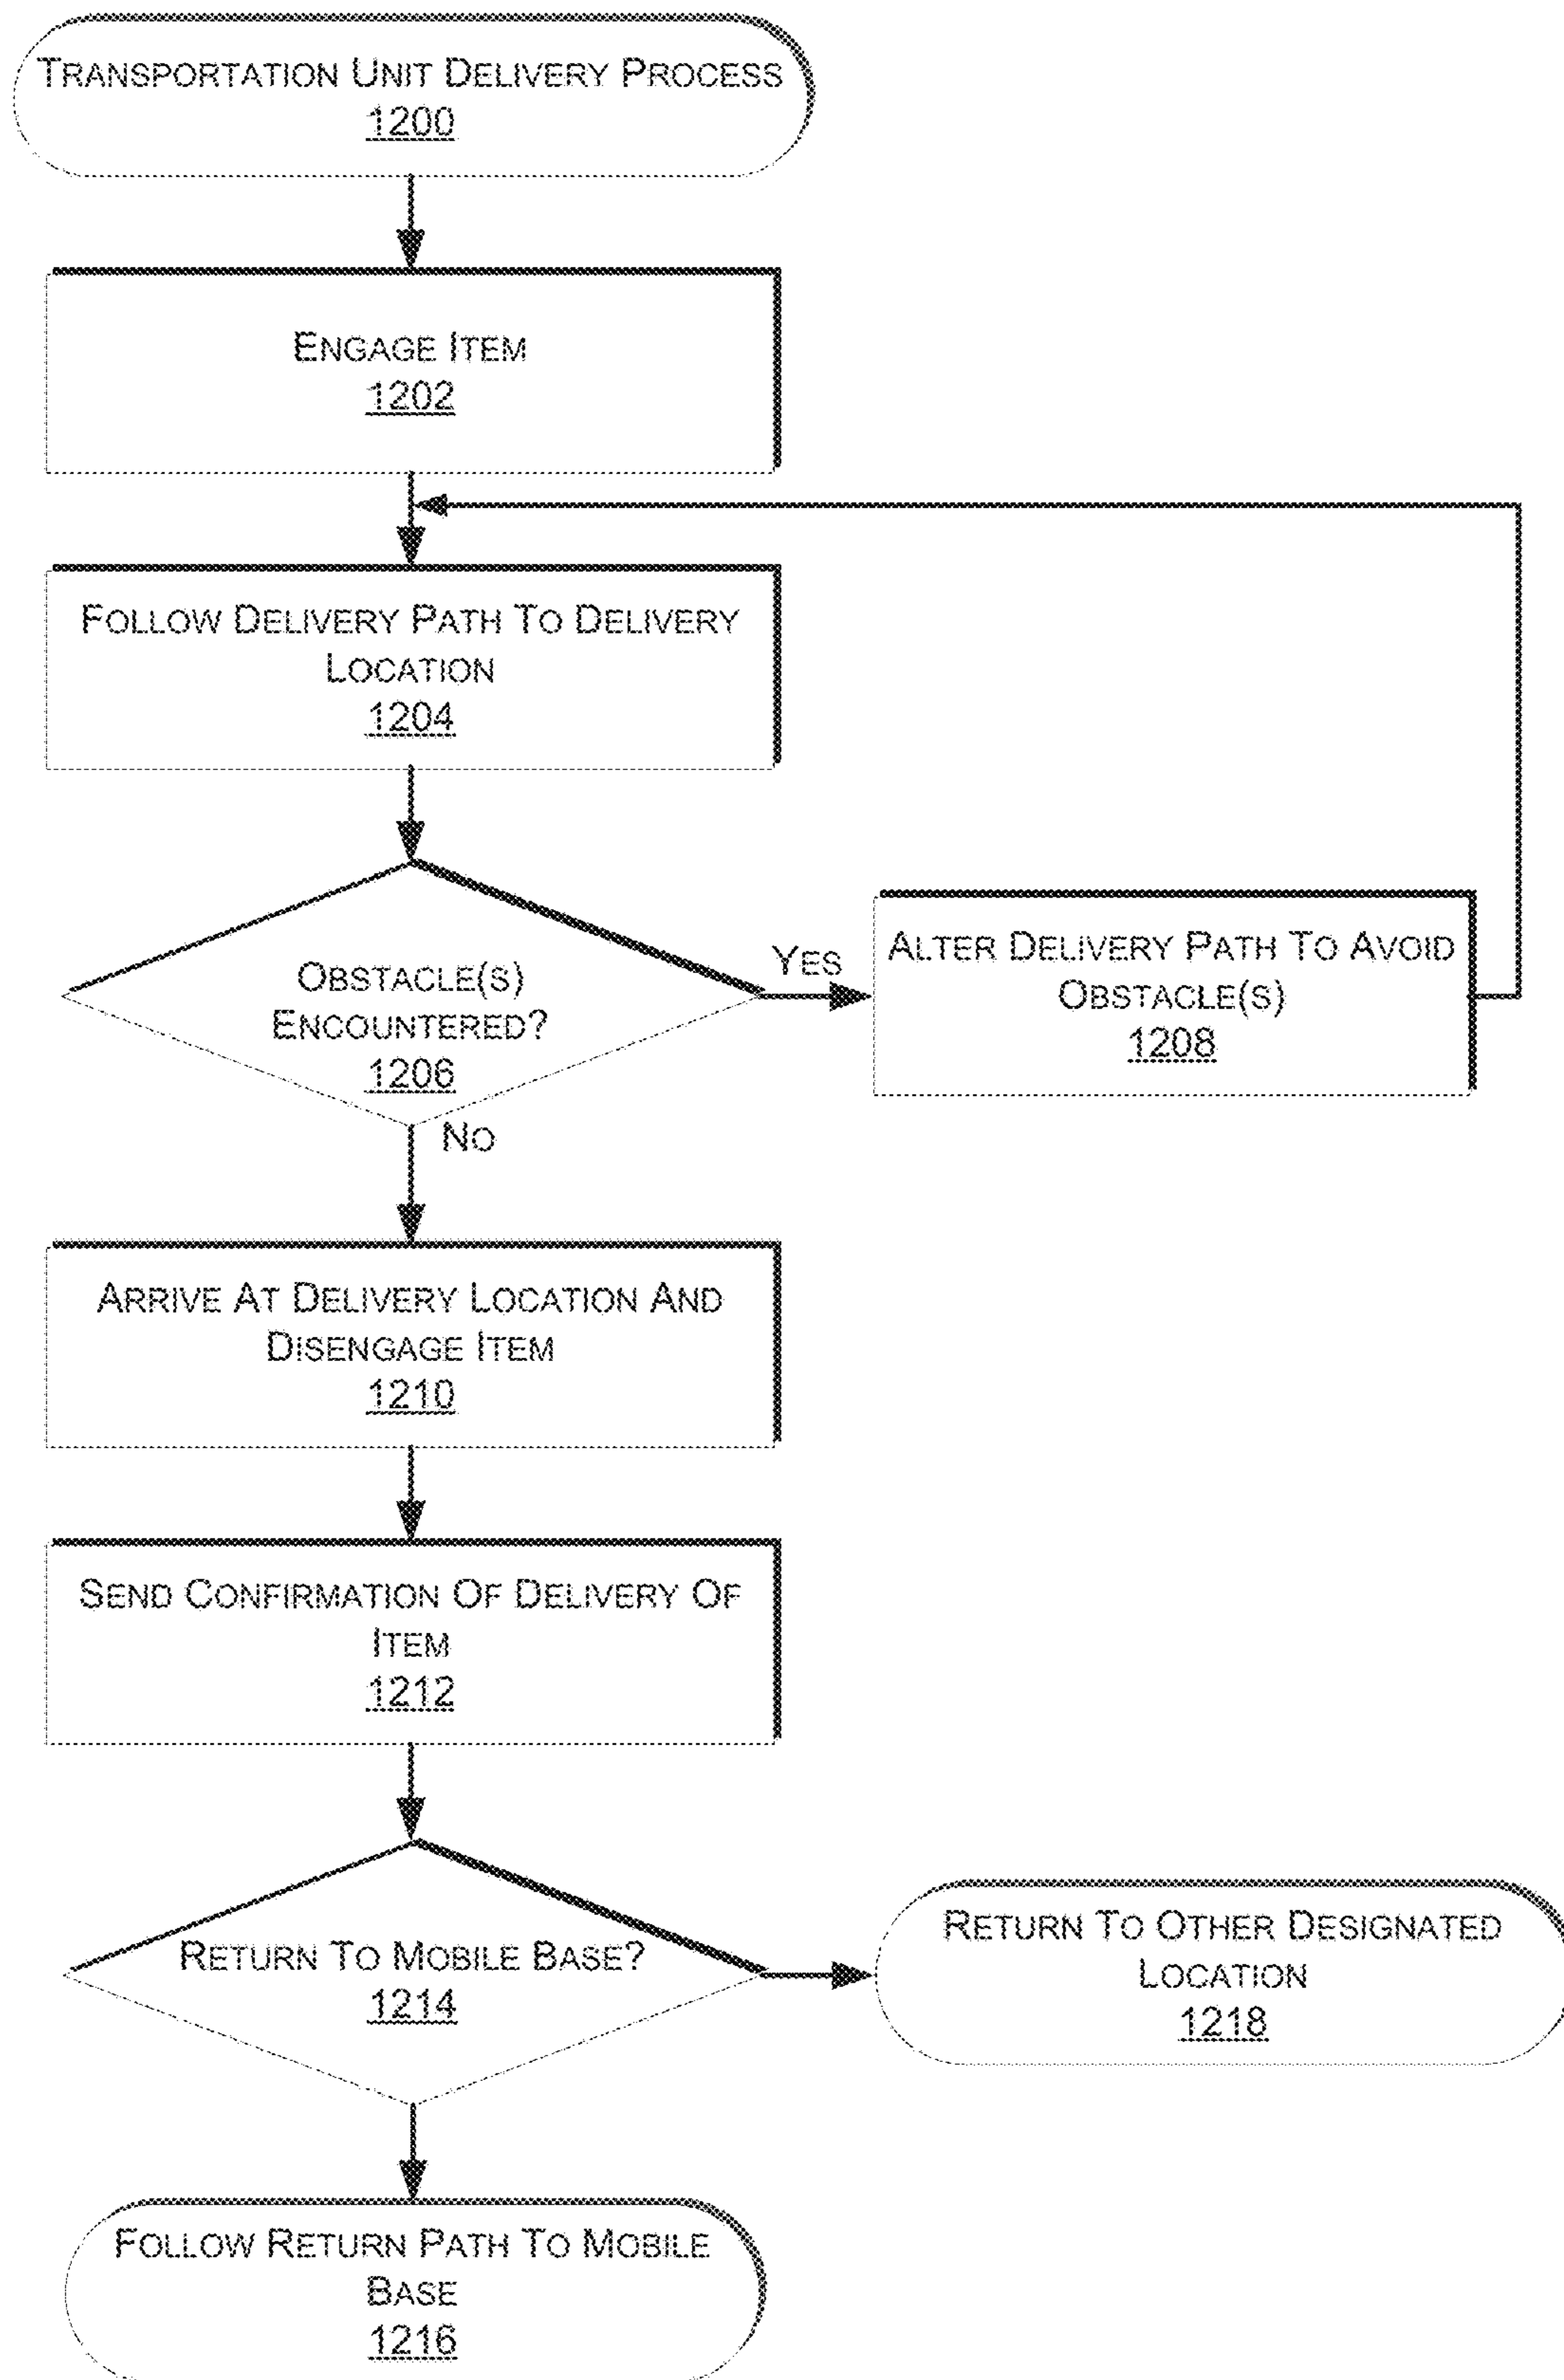 TRANSPORTATION UNIT DELIVERY PROCESS
1200
ENGAGE ITEM
1202
FOLLOW DELIVERY PATH TO DELIVERY
LOCATION
1204
OBSTACLE(S)
ENCOUNTERED?
1206
YES
ALTER DELIVERY PATH TO AVOID
OBSTACLE(S)
1208
NO
ARRIVE AT DELIVERY LOCATION AND
DISENGAGE ITEM
1210
SEND CONFIRMATION OF DELIVERY OF
ITEM
1212
RETURN TO MOBILE BASE?
1214
RETURN TO OTHER DESIGNATED
LOCATION
1218
FOLLOW RETURN PATH TO MOBILE
BASE
1216